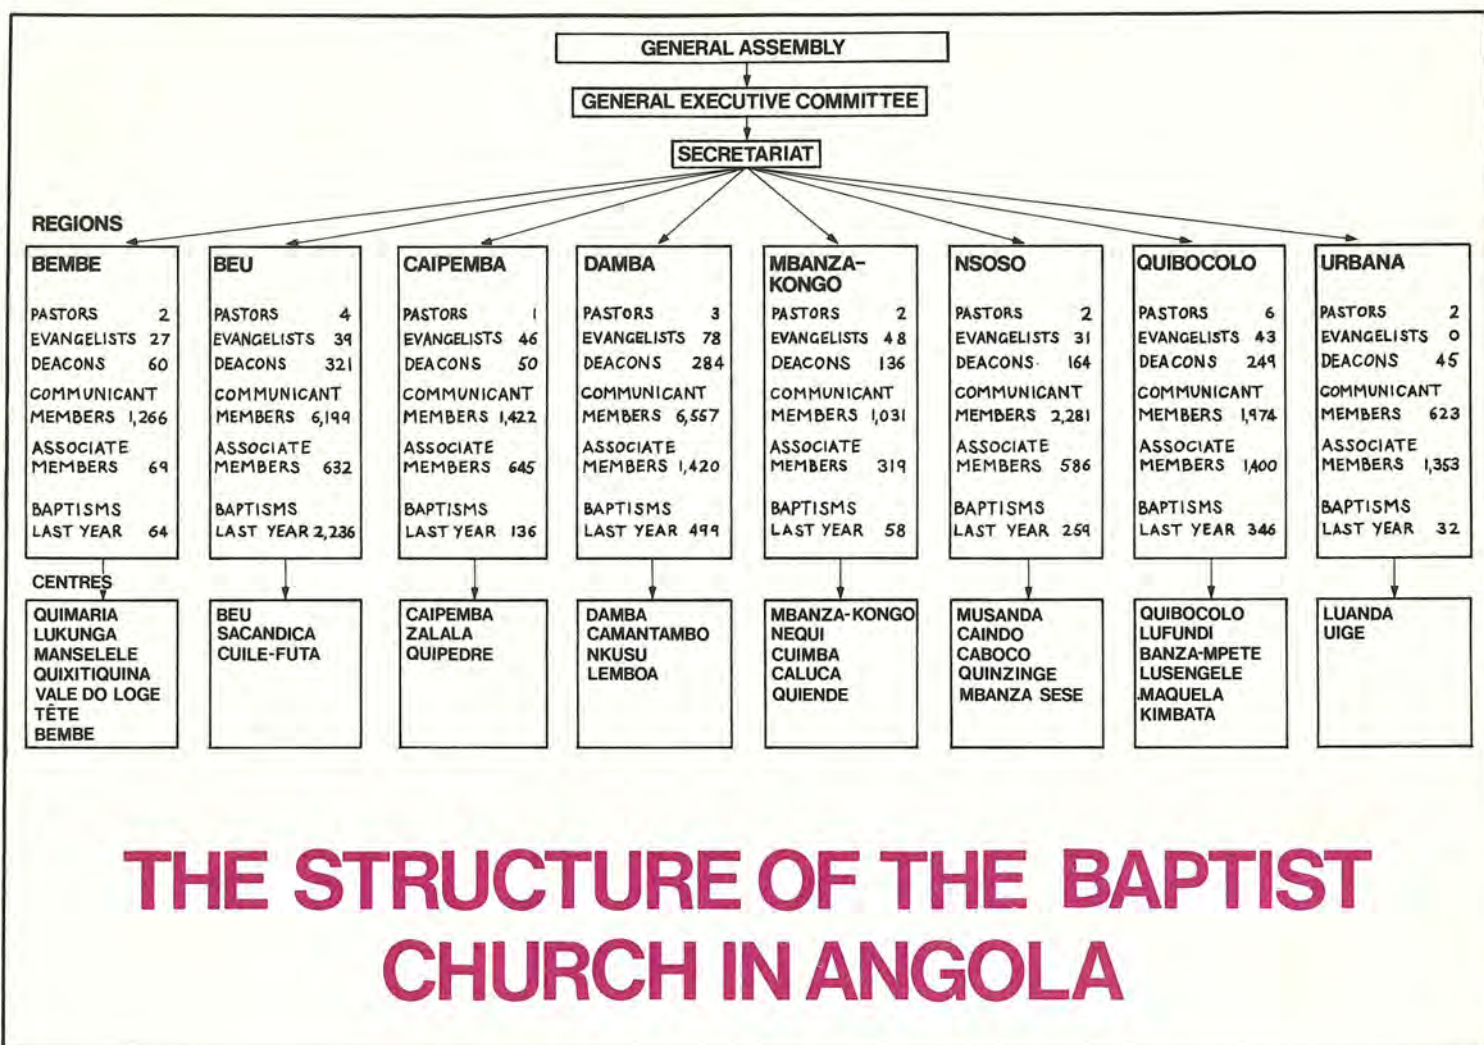 GENERAL ASSEMBLY
GENERAL EXECUTIVE COMMITTEE
SECRETARIAT
REGIONS
BEMBE
PASTORS 2
EVANGELISTS 27
DEACONS 60
COMMUNICANT
MEMBERS 1,266
ASSOCIATE
MEMBERS 69
BAPTISMS
LAST YEAR 64
BEU
PASTORS 4
EVANGELISTS 39
DEACONS 321
COMMUNICANT
MEMBERS 6,199
ASSOCIATE
MEMBERS 632
BAPTISMS
LAST YEAR 2,236
CAIPEMBA
PASTORS 1
EVANGELISTS 46
DEACONS 50
COMMUNICANT
MEMBERS 1,422
ASSOCIATE
MEMBERS 645
BAPTISMS
LAST YEAR 136
DAMBA
PASTORS 3
EVANGELISTS 78
DEACONS 284
COMMUNICANT
MEMBERS 6,557
ASSOCIATE
MEMBERS 1,420
BAPTISMS
LAST YEAR 499
MBANZA-
KONGO
PASTORS 2
EVANGELISTS 48
DEACONS 136
COMMUNICANT
MEMBERS 1,031
ASSOCIATE
MEMBERS 319
BAPTISMS
LAST YEAR 58
NSOSO
PASTORS 2
EVANGELISTS 31
DEACONS 164
COMMUNICANT
MEMBERS 2,281
ASSOCIATE
MEMBERS 586
BAPTISMS
LAST YEAR 259
QUIBOCOLO
PASTORS 6
EVANGELISTS 43
DEACONS 249
COMMUNICANT
MEMBERS 1,974
ASSOCIATE
MEMBERS 1,400
BAPTISMS
LAST YEAR 346
URBANA
PASTORS 2
EVANGELISTS 0
DEACONS 45
COMMUNICANT
MEMBERS 623
ASSOCIATE
MEMBERS 1,353
BAPTISMS
LAST YEAR 32
CENTRES
QUIMARIA
LUKUNGA
MANSELELE
QUIXITIQUINA
VALE DO LOGE
TÊTE
BEMBE
BEU
SACANDICA
CUILE-FUTA
CAIPEMBA
ZALALA
QUIPEDRE
DAMBA
CAMANTAMBO
NKUSU
LEMBOA
MBANZA-KONGO
NEQUI
CUIMBA
CALUCA
QUIENDE
MUSANDA
CAINDO
CABOCO
QUINZINGE
MBANZA SESE
QUIBOCOLO
LUFUNDI
BANZA-MPETE
LUSENGELE
MAQUELA
KIMBATA
LUANDA
UIGE
THE STRUCTURE OF THE BAPTIST
CHURCH IN ANGOLA